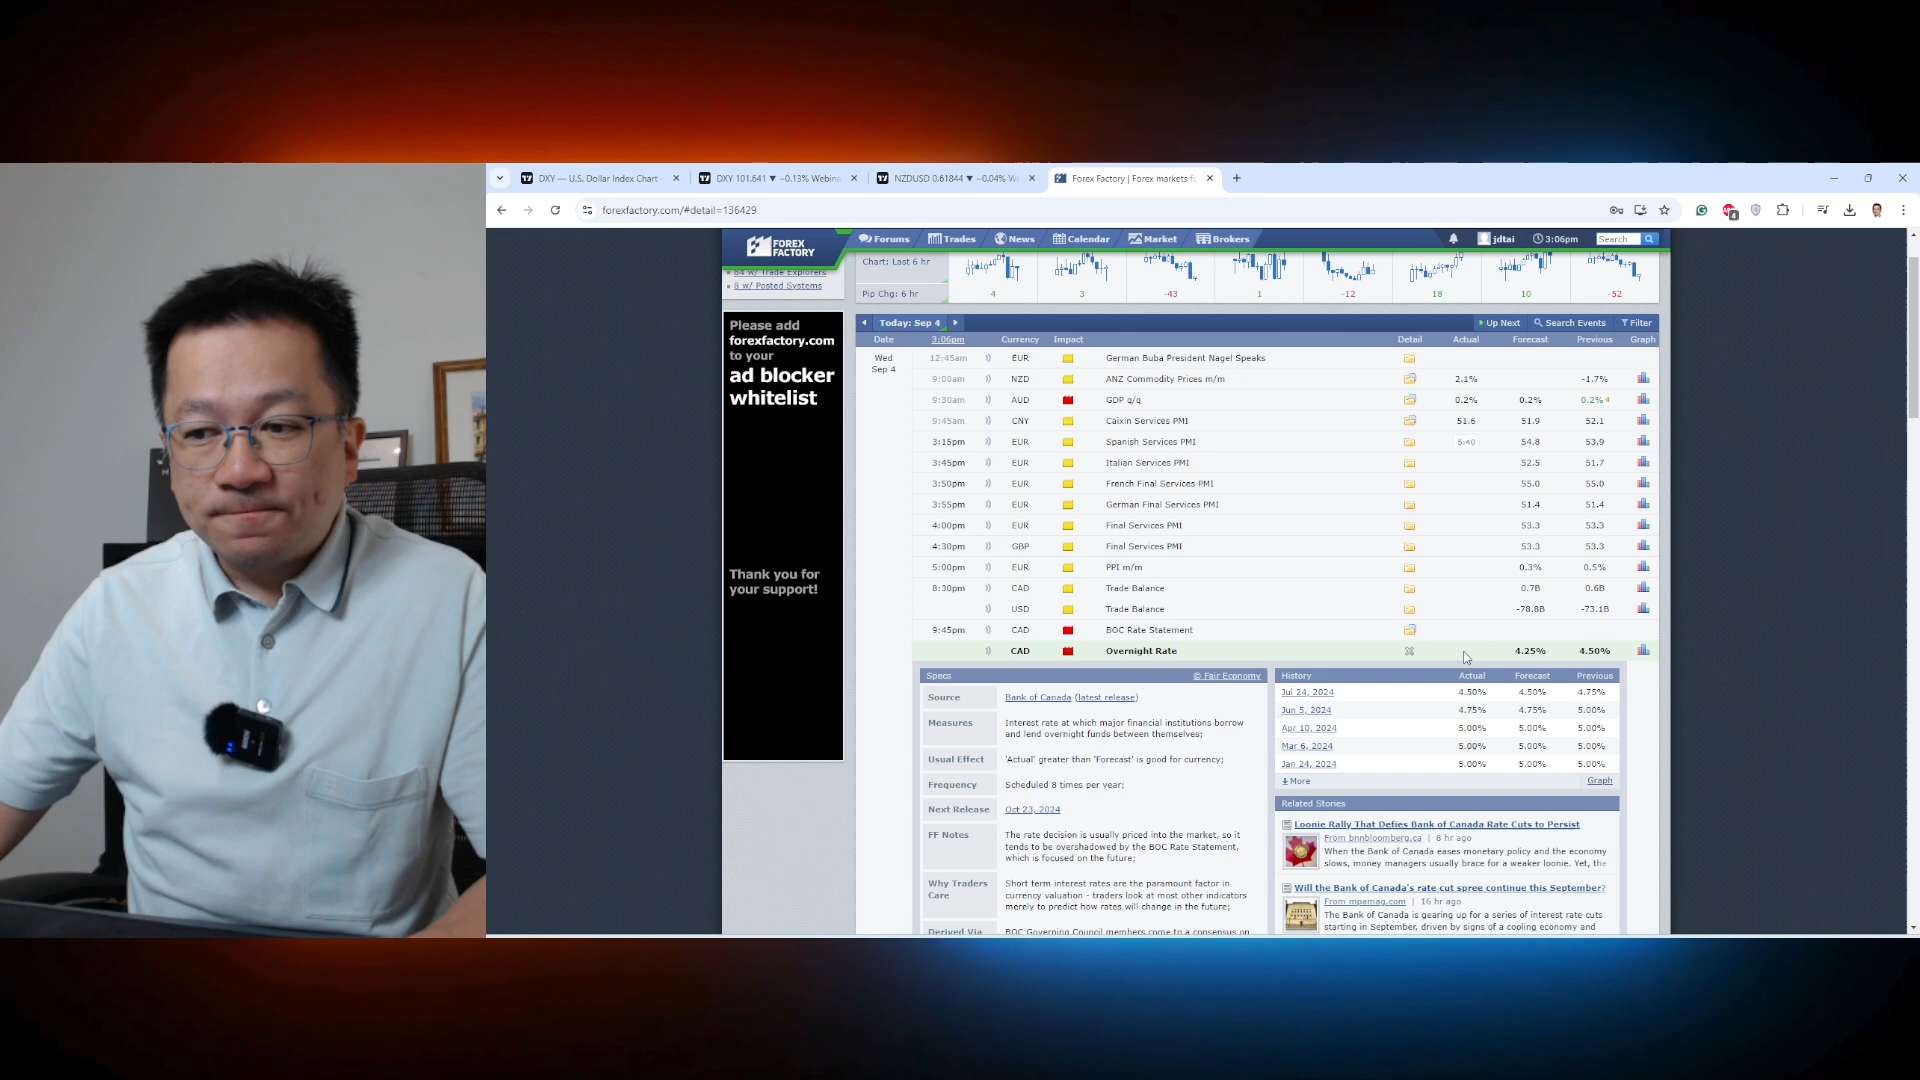 DXY — U.S. Dollar Index Chart
DXY 101.641 ▼ −0.13% Webina
NZDUSD 0.61844 ▼ −0.04% W
Forex Factory | Forex markets fo
forexfactory.com/#detail=136429
4
FOREX
FACTORY
Forums
Trades
News
Calendar
Market
Brokers
jdtai
3:06pm
Search
84 w/ Trade Explorers
8 w/ Posted Systems
Chart: Last 6 hr
Pip Chg: 6 hr 4 3 -43 1 -12 18 10 -52
Please add
forexfactory.com
to your
ad blocker
whitelist
Thank you for
your support!
Today: Sep 4 Up Next Search Events Filter
Date 3:06pm Currency Impact Detail Actual Forecast Previous Graph
Wed
Sep 4
12:45am EUR German Buba President Nagel Speaks
9:00am NZD ANZ Commodity Prices m/m 2.1% -1.7%
9:30am AUD GDP q/q 0.2% 0.2% 0.2%
9:45am CNY Caixin Services PMI 51.6 51.9 52.1
3:15pm EUR Spanish Services PMI 5:40 54.8 53.9
3:45pm EUR Italian Services PMI 52.5 51.7
3:50pm EUR French Final Services PMI 55.0 55.0
3:55pm EUR German Final Services PMI 51.4 51.4
4:00pm EUR Final Services PMI 53.3 53.3
4:30pm GBP Final Services PMI 53.3 53.3
5:00pm EUR PPI m/m 0.3% 0.5%
8:30pm CAD Trade Balance 0.7B 0.6B
USD Trade Balance -78.8B -73.1B
9:45pm CAD BOC Rate Statement
CAD Overnight Rate 4.25% 4.50%
Specs © Fair Economy
Source Bank of Canada (latest release)
Measures Interest rate at which major financial institutions borrow
and lend overnight funds between themselves;
Usual Effect 'Actual' greater than 'Forecast' is good for currency;
Frequency Scheduled 8 times per year;
Next Release Oct 23, 2024
FF Notes The rate decision is usually priced into the market, so it
tends to be overshadowed by the BOC Rate Statement,
which is focused on the future;
Why Traders Care
Short term interest rates are the paramount factor in
currency valuation - traders look at most other indicators
merely to predict how rates will change in the future;
Derived Via BOC Governing Council members come to a consensus on
History Actual Forecast Previous
Jul 24, 2024 4.50% 4.50% 4.75%
Jun 5, 2024 4.75% 4.75% 5.00%
Apr 10, 2024 5.00% 5.00% 5.00%
Mar 6, 2024 5.00% 5.00% 5.00%
Jan 24, 2024 5.00% 5.00% 5.00%
More Graph
Related Stories
Loonie Rally That Defies Bank of Canada Rate Cuts to Persist
From bnnbloomberg.ca | 8 hr ago
When the Bank of Canada eases monetary policy and the economy
slows, money managers usually brace for a weaker loonie. Yet, the
Will the Bank of Canada's rate cut spree continue this September?
From mpamag.com | 16 hr ago
The Bank of Canada is gearing up for a series of interest rate cuts
starting in September, driven by signs of a cooling economy and